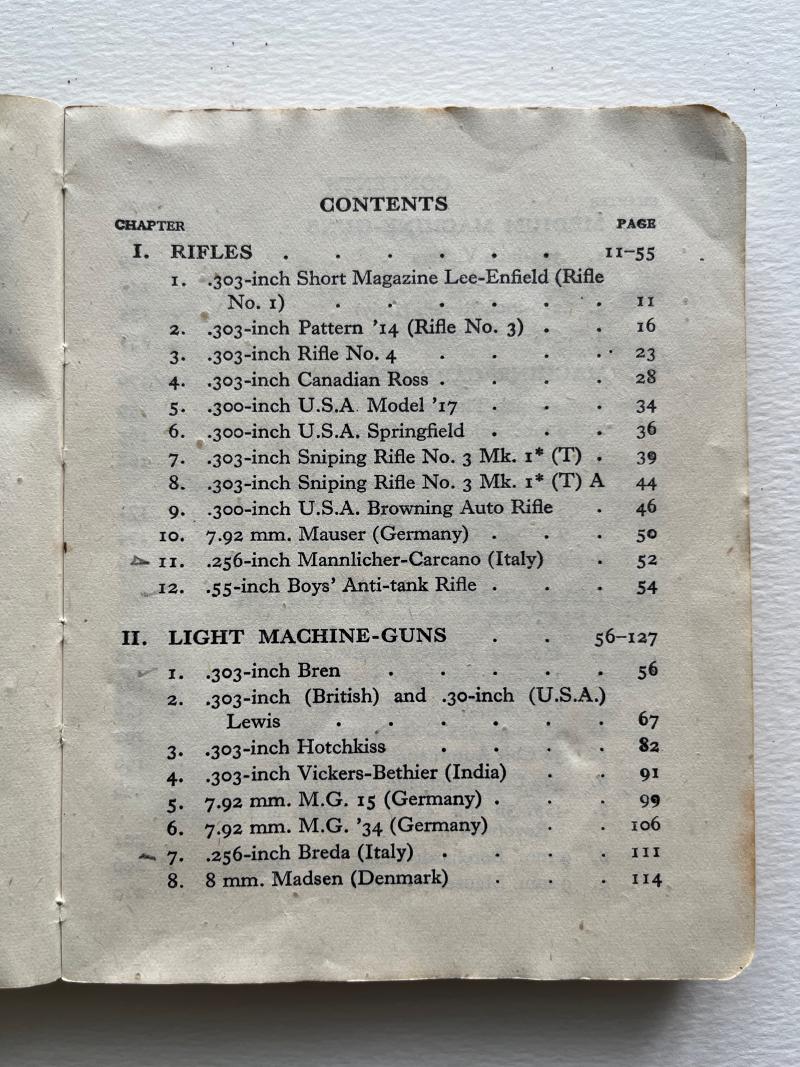 CONTENTS
CHAPTER PAGE
I. RIFLES . . . . . . 11–55
1. .303-inch Short Magazine Lee-Enfield (Rifle
No. 1) . . . . . . 11
2. .303-inch Pattern '14 (Rifle No. 3) . . 16
3. .303-inch Rifle No. 4 . . . . 23
4. .303-inch Canadian Ross . . . . 28
5. .300-inch U.S.A. Model '17 . . . 34
6. .300-inch U.S.A. Springfield . . . 36
7. .303-inch Sniping Rifle No. 3 Mk. 1* (T) . 39
8. .303-inch Sniping Rifle No. 3 Mk. 1* (T) A 44
9. .300-inch U.S.A. Browning Auto Rifle . 46
10. 7.92 mm. Mauser (Germany) . . . 50
11. .256-inch Mannlicher-Carcano (Italy) . 52
12. .55-inch Boys' Anti-tank Rifle . . . 54
II. LIGHT MACHINE-GUNS . . 56–127
1. .303-inch Bren . . . . . 56
2. .303-inch (British) and .30-inch (U.S.A.)
Lewis . . . . . . 67
3. .303-inch Hotchkiss . . . . 82
4. .303-inch Vickers-Bethier (India) . . 91
5. 7.92 mm. M.G. 15 (Germany) . . . 99
6. 7.92 mm. M.G. '34 (Germany) . . 106
7. .256-inch Breda (Italy) . . . . 111
8. 8 mm. Madsen (Denmark) . . . 114